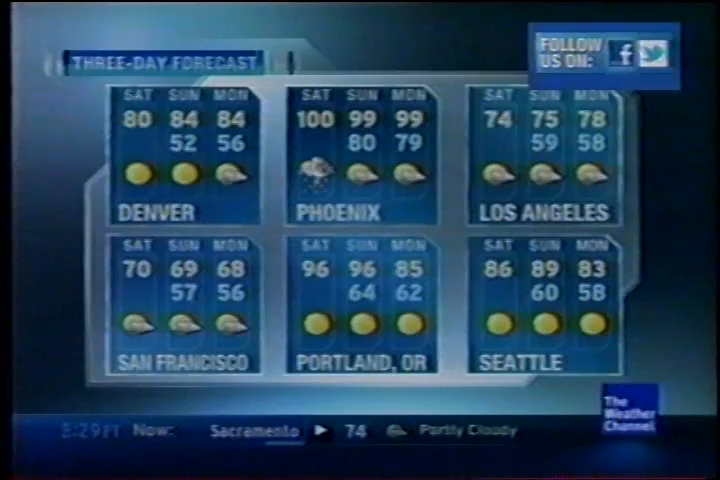 THREE-DAY FORECAST
FOLLOW
US ON:
SAT SUN MON
80 84 84
52 56
DENVER
SAT SUN MON
100 99 99
80 79
PHOENIX
SAT SUN MON
74 75 78
59 58
LOS ANGELES
SAT SUN MON
70 69 68
57 56
SAN FRANCISCO
SAT SUN MON
96 96 85
64 62
PORTLAND, OR
SAT SUN MON
86 89 83
60 58
SEATTLE
The
Weather
Channel
Now: Sacramento 74 Partly Cloudy